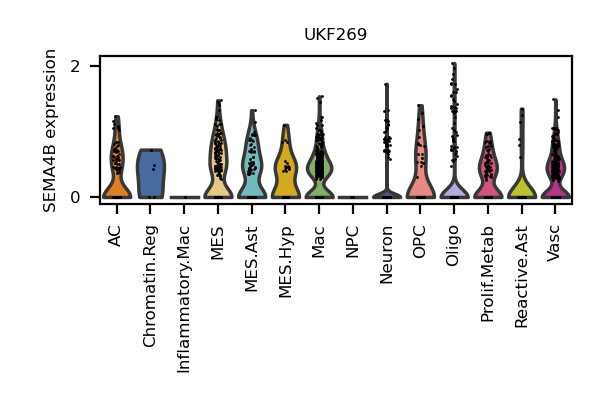 UKF269
SEMA4B expression
2
0
AC
Chromatin.Reg
Inflammatory.Mac
MES
MES.Ast
MES.Hyp
Mac
NPC
Neuron
OPC
Oligo
Prolif.Metab
Reactive.Ast
Vasc